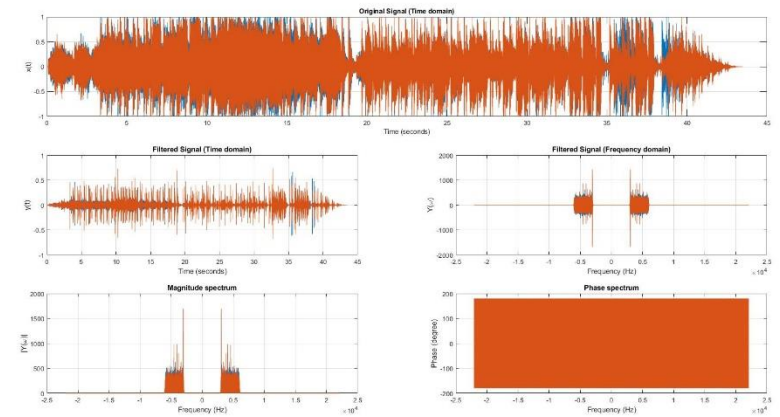 Original Signal (Time domain)
x(t)
1
0.5
0
-0.5
-1
0 5 10 15 20 25 30 35 40 45
Time (seconds)
Filtered Signal (Time domain)
y(t)
1
0.5
0
-0.5
-1
0 5 10 15 20 25 30 35 40 45
Time (seconds)
Filtered Signal (Frequency domain)
2000
1000
0
-1000
-2000
-2.5 -2 -1.5 -1 -0.5 0 0.5 1 1.5 2 2.5
Frequency (Hz)
× 10⁴
Magnitude spectrum
2000
1500
1000
500
0
-2.5 -2 -1.5 -1 -0.5 0 0.5 1 1.5 2 2.5
Frequency (Hz)
× 10⁴
Phase spectrum
Phase (degree)
200
100
0
-100
-200
-2.5 -2 -1.5 -1 -0.5 0 0.5 1 1.5 2 2.5
Frequency (Hz)
× 10⁴